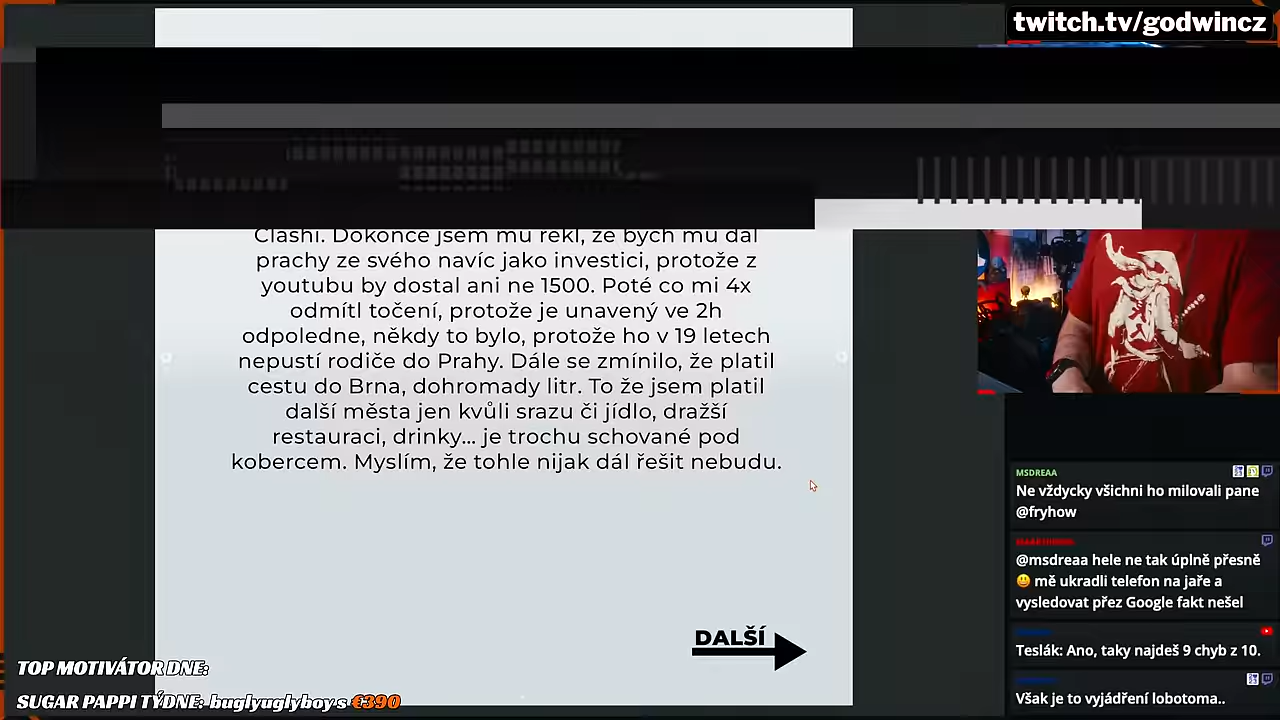 twitch.tv/godwincz
Clashi. Dokonce jsem mu řekl, že bych mu dal
prachy ze svého navíc jako investici, protože z
youtubu by dostal ani ne 1500. Poté co mi 4x
odmítl točení, protože je unavený ve 2h
odpoledne, někdy to bylo, protože ho v 19 letech
nepustí rodiče do Prahy. Dále se zmínilo, že platil
cestu do Brna, dohromady litr. To že jsem platil
další města jen kvůli srazu či jídlo, dražší
restauraci, drinky... je trochu schované pod
kobercem. Myslím, že tohle nijak dál řešit nebudu.
DALŠÍ
MSDREAA
Ne vždycky všichni ho milovali pane
@fryhow
@msdreaa hele ne tak úplně přesně
😃 mě ukradli telefon na jaře a
vysledovat přez Google fakt nešel
Teslák: Ano, taky najdeš 9 chyb z 10.
Však je to vyjádření lobotoma..
TOP MOTIVÁTOR DNE:
SUGAR PAPPI TÝDNE: buglyuglyboy s €390